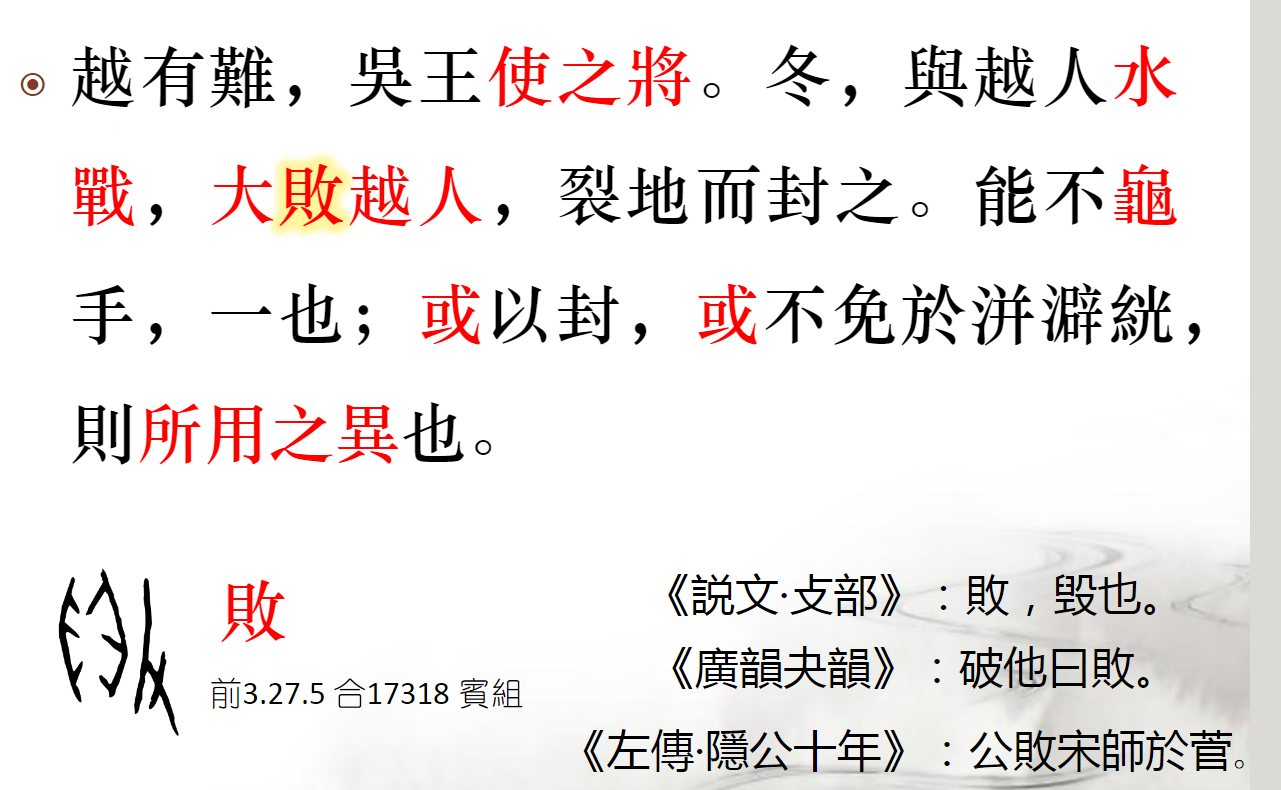 越有難，吳王使之將。冬，與越人水
戰，大敗越人，裂地而封之。能不龜
手，一也；或以封，或不免於洴澼絖，
則所用之異也。
敗
前3.27.5 合17318 賓組
《説文·攴部》：敗，毀也。
《廣韻夬韻》：破他曰敗。
《左傳·隱公十年》：公敗宋師於菅。